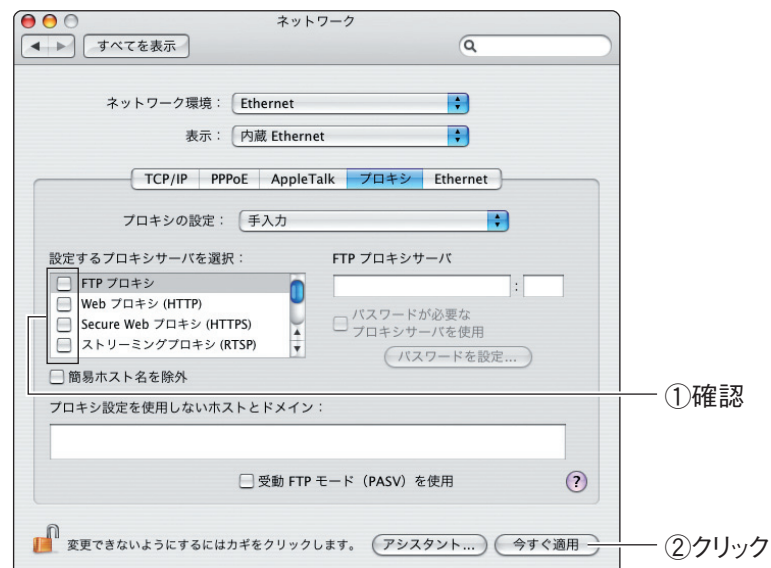 ネットワーク
すべてを表示
ネットワーク環境： Ethernet
表示： 内蔵 Ethernet
TCP/IP PPPoE AppleTalk プロキシ Ethernet
プロキシの設定： 手入力
設定するプロキシサーバを選択： FTP プロキシサーバ
FTP プロキシ
:
Web プロキシ (HTTP)
Secure Web プロキシ (HTTPS)
ストリーミングプロキシ (RTSP)
パスワードが必要な
プロキシサーバを使用
パスワードを設定...
簡易ホスト名を除外
①確認
プロキシ設定を使用しないホストとドメイン：
受動 FTP モード（PASV）を使用
?
変更できないようにするにはカギをクリックします。 アシスタント... 今すぐ適用
②クリック